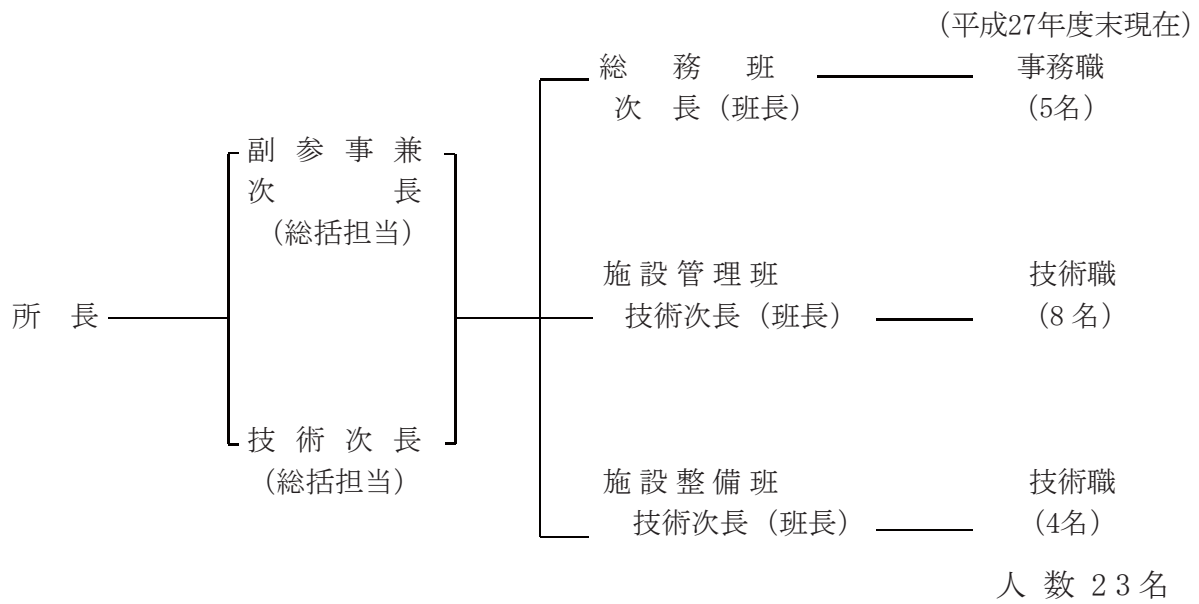 (平成27年度末現在)
総務班 事務職
次長(班長) (5名)
副参事兼
次長
(総括担当)
施設管理班 技術職
所長 技術次長(班長) (8名)
技術次長
(総括担当)
施設整備班 技術職
技術次長(班長) (4名)
人数23名